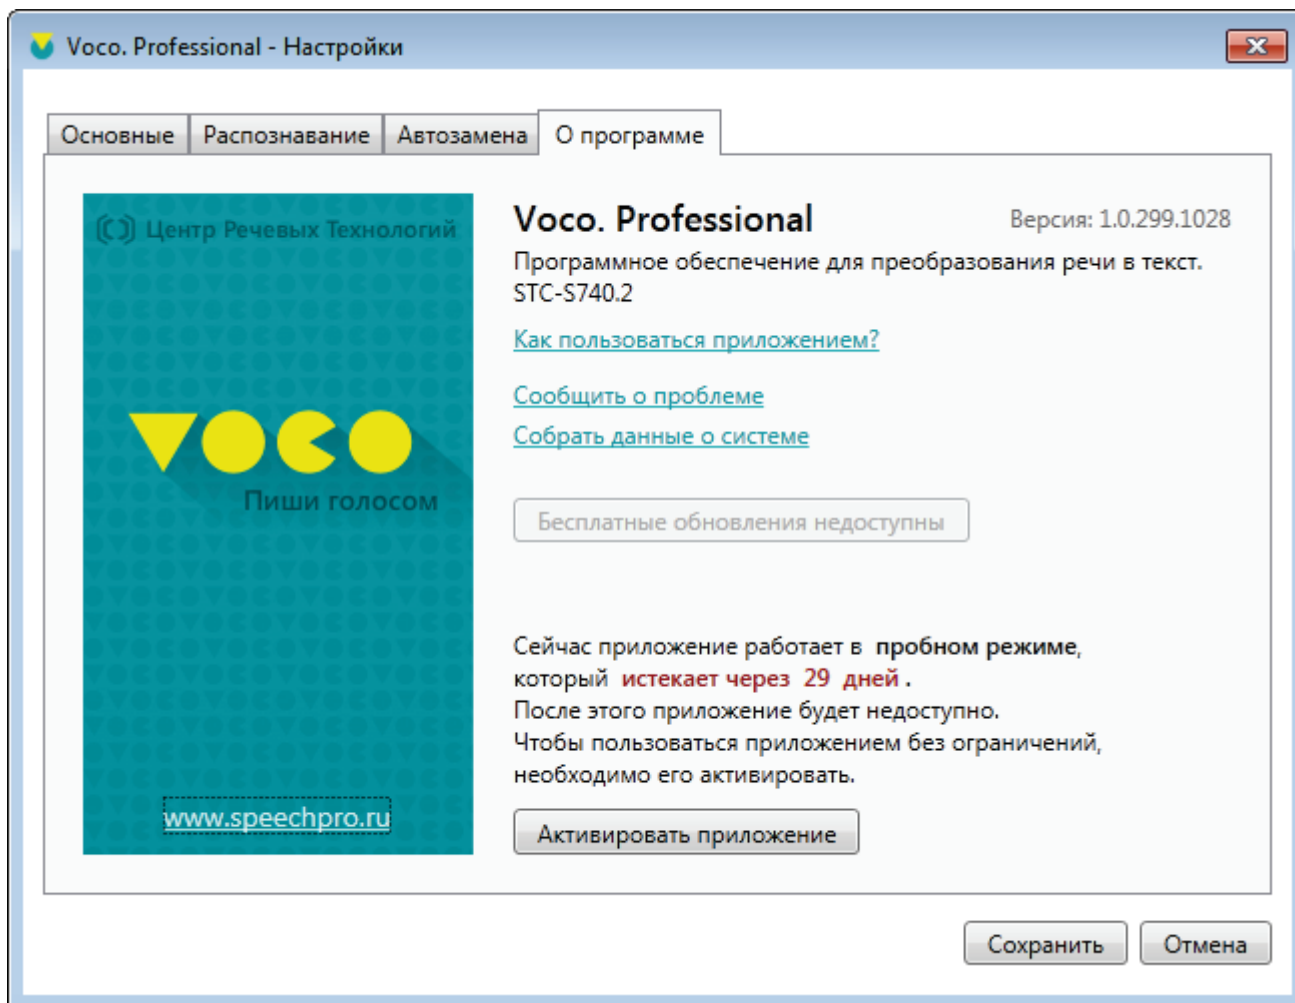 Voco. Professional - Настройки
Основные
Распознавание
Автозамена
О программе
Центр Речевых Технологий
VOCO
Пиши голосом
www.speechpro.ru
Voco. Professional
Версия: 1.0.299.1028
Программное обеспечение для преобразования речи в текст.
STC-S740.2
Как пользоваться приложением?
Сообщить о проблеме
Собрать данные о системе
Бесплатные обновления недоступны
Сейчас приложение работает в пробном режиме,
который истекает через 29 дней.
После этого приложение будет недоступно.
Чтобы пользоваться приложением без ограничений,
необходимо его активировать.
Активировать приложение
Сохранить
Отмена